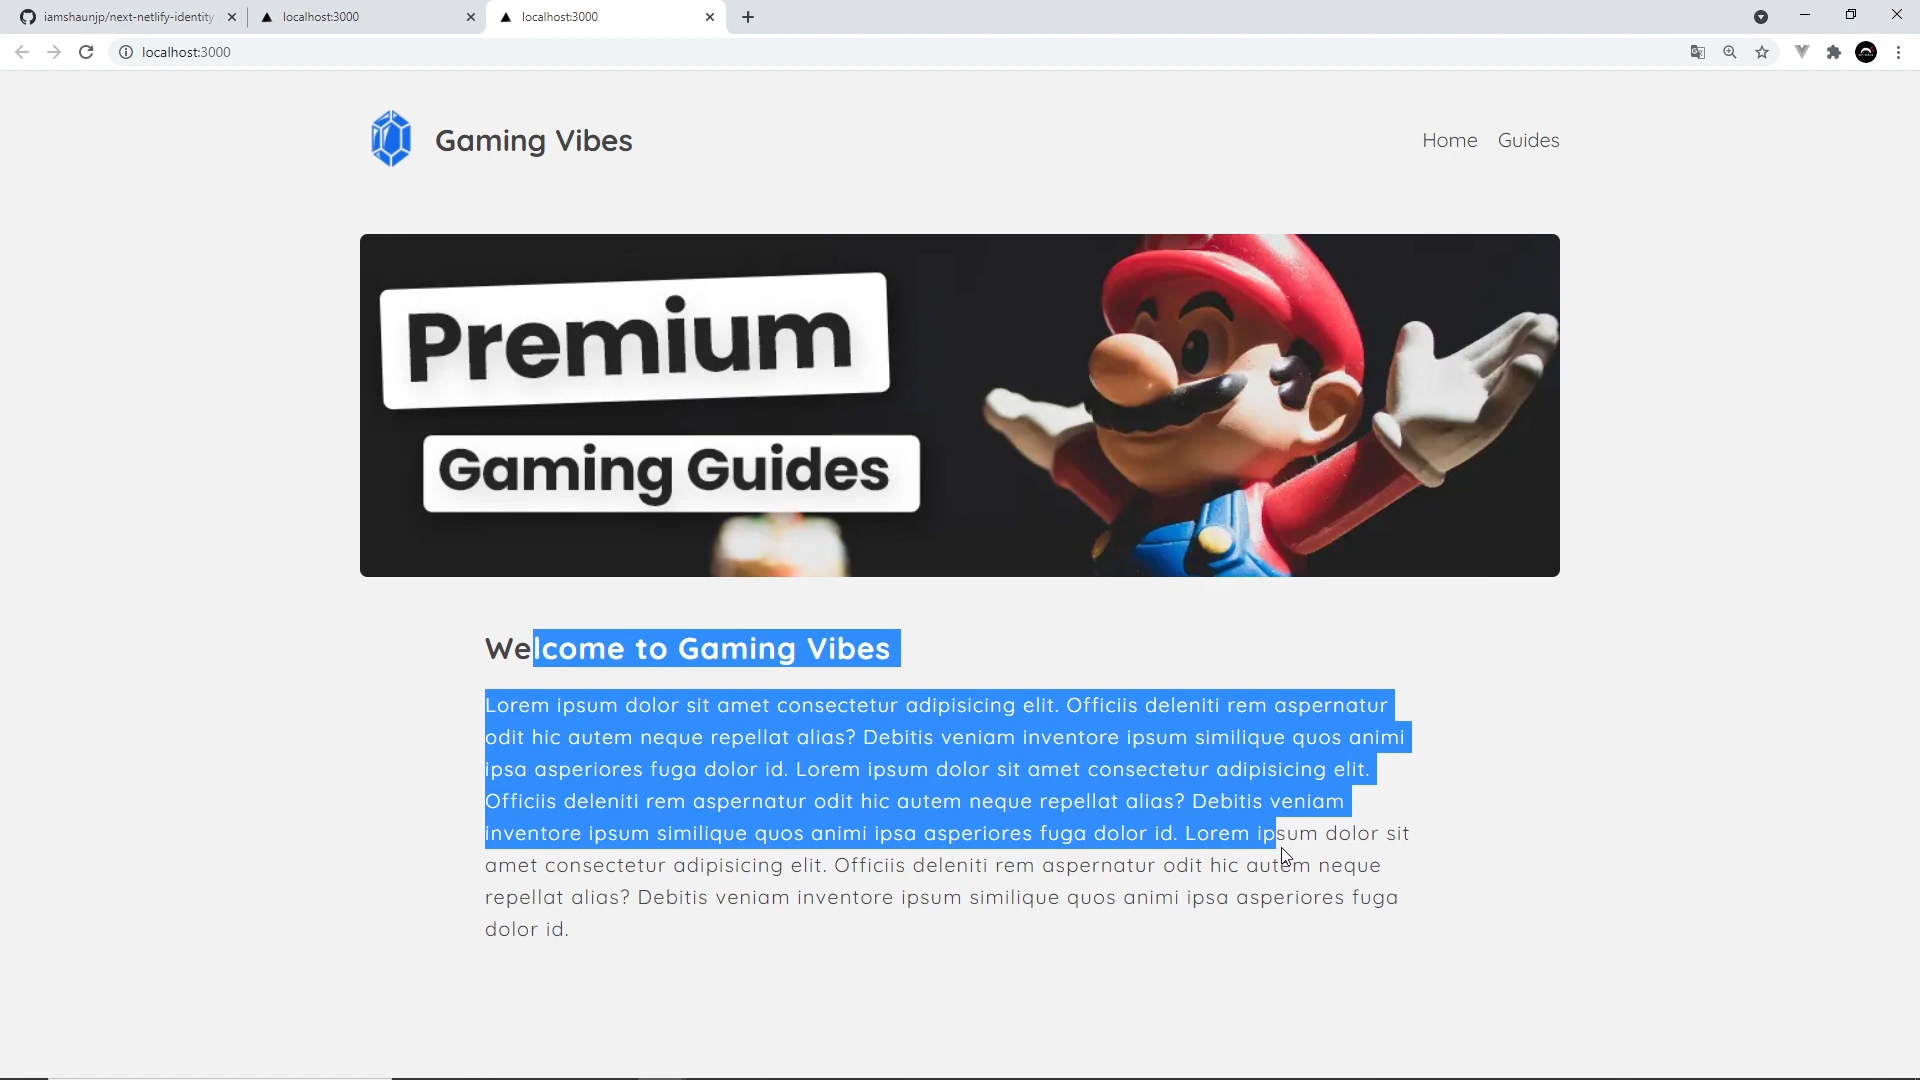 iamshaunjp/next-netlify-identity
localhost:3000
localhost:3000
localhost:3000
Gaming Vibes
Home
Guides
Premium
Gaming Guides
Welcome to Gaming Vibes
Lorem ipsum dolor sit amet consectetur adipisicing elit. Officiis deleniti rem aspernatur
odit hic autem neque repellat alias? Debitis veniam inventore ipsum similique quos animi
ipsa asperiores fuga dolor id. Lorem ipsum dolor sit amet consectetur adipisicing elit.
Officiis deleniti rem aspernatur odit hic autem neque repellat alias? Debitis veniam
inventore ipsum similique quos animi ipsa asperiores fuga dolor id. Lorem ipsum dolor sit
amet consectetur adipisicing elit. Officiis deleniti rem aspernatur odit hic autem neque
repellat alias? Debitis veniam inventore ipsum similique quos animi ipsa asperiores fuga
dolor id.